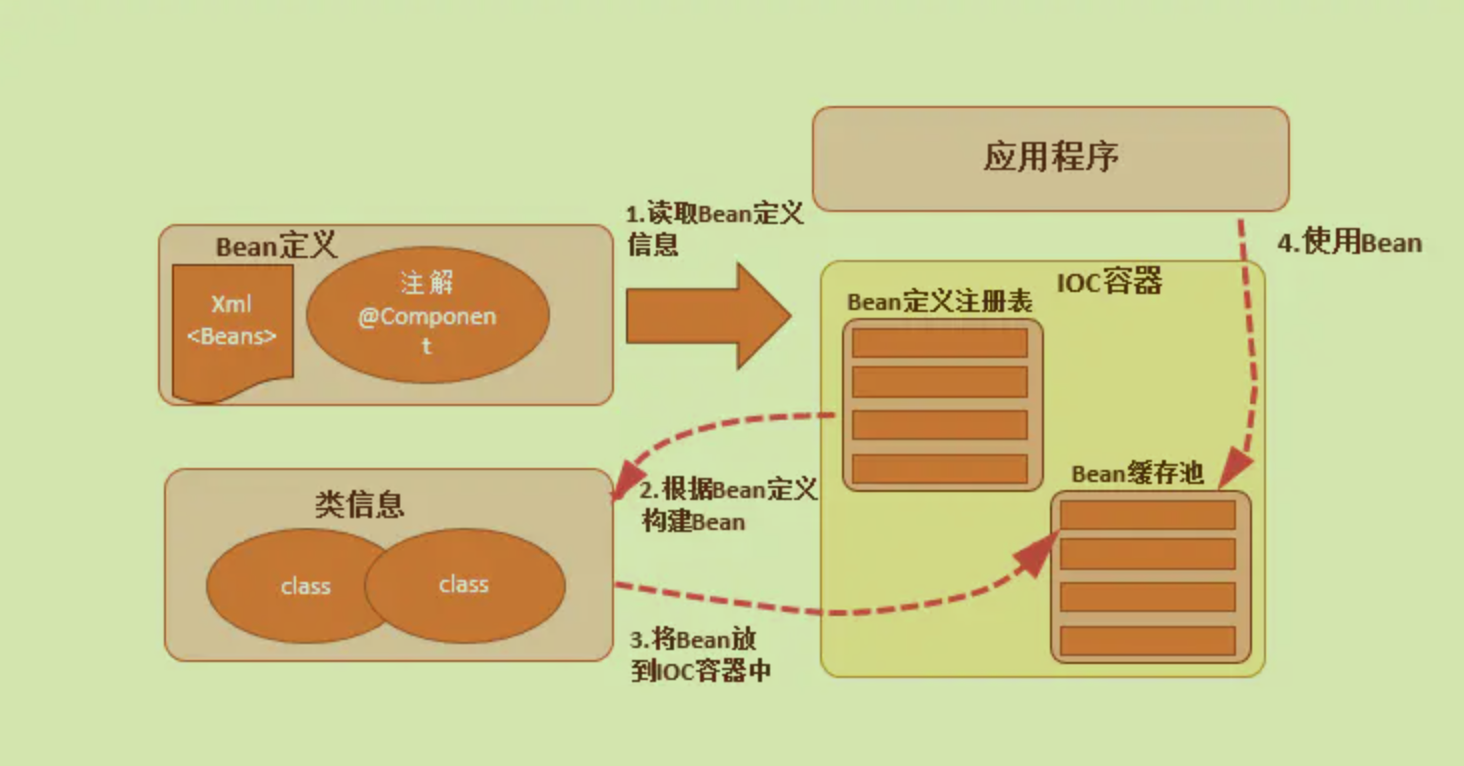 应用程序
1.读取Bean定义
信息
4.使用Bean
Bean定义
Xml
<Beans>
注解
@Componen
t
IOC容器
Bean定义注册表
类信息
class
class
2.根据Bean定义
构建Bean
Bean缓存池
3.将Bean放
到IOC容器中